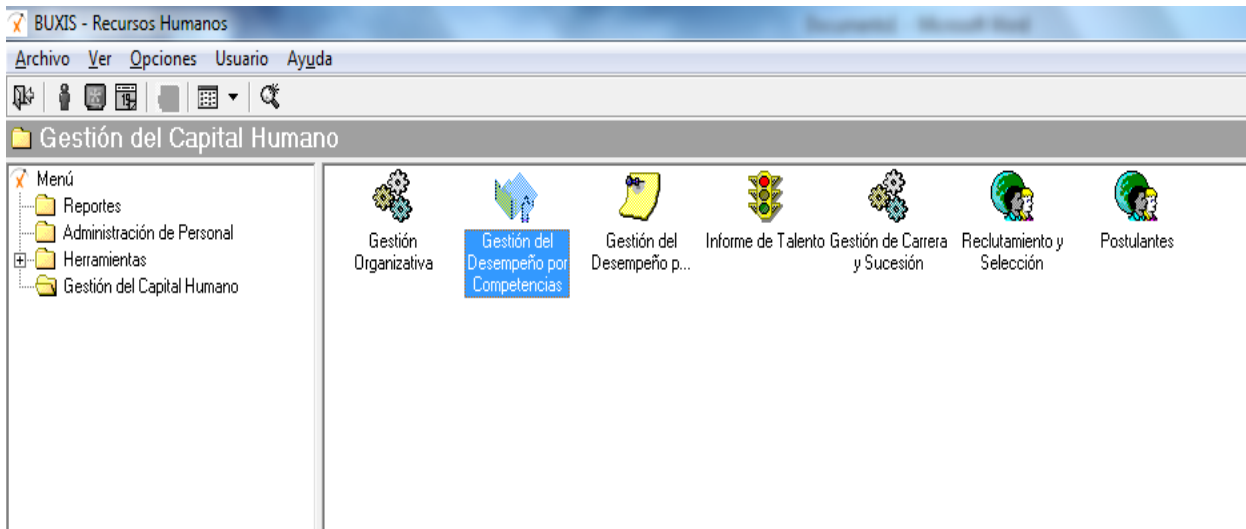 BUXIS - Recursos Humanos
Archivo Ver Opciones Usuario Ayuda
Gestión del Capital Humano
Menú
Reportes
Administración de Personal
Herramientas
Gestión del Capital Humano
Gestión
Organizativa
Gestión del
Desempeño por
Competencias
Gestión del
Desempeño p...
Informe de Talento
Gestión de Carrera
y Sucesión
Reclutamiento y
Selección
Postulantes